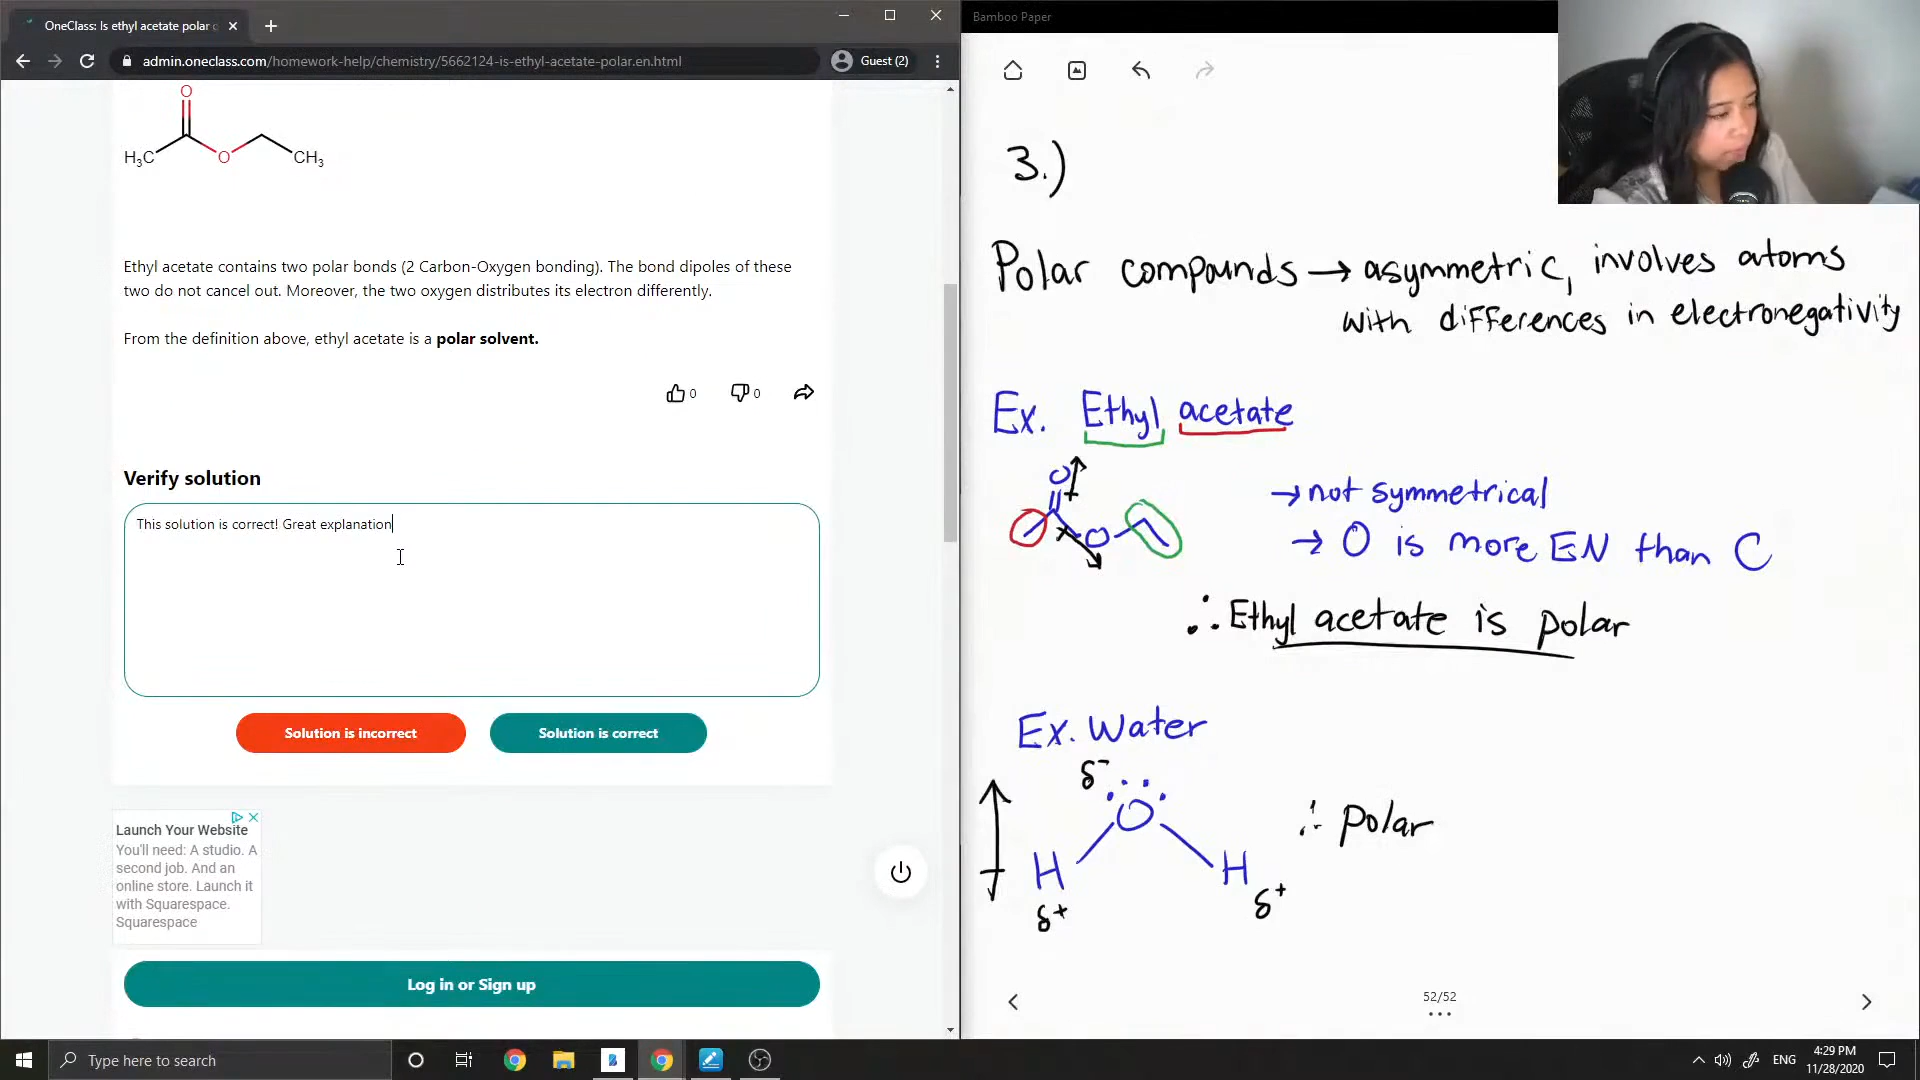 OneClass: Is ethyl acetate polar
Bamboo Paper
admin.oneclass.com/homework-help/chemistry/5662124-is-ethyl-acetate-polar.en.html
Guest (2)
O
H3C
O
CH3
Ethyl acetate contains two polar bonds (2 Carbon-Oxygen bonding). The bond dipoles of these
two do not cancel out. Moreover, the two oxygen distributes its electron differently.
From the definition above, ethyl acetate is a polar solvent.
0
0
Verify solution
This solution is correct! Great explanation
Solution is incorrect
Solution is correct
Launch Your Website
You'll need: A studio. A
second job. And an
online store. Launch it
with Squarespace.
Squarespace
Log in or Sign up
3.)
Polar compounds → asymmetric, involves atoms
with differences in electronegativity
Ex. Ethyl acetate
O
O
→ not symmetrical
→ O is more EN than C
∴ Ethyl acetate is polar
Ex. Water
δ-
O
H
H
δ+
δ+
∴ Polar
52/52
Type here to search
ENG
4:29 PM
11/28/2020